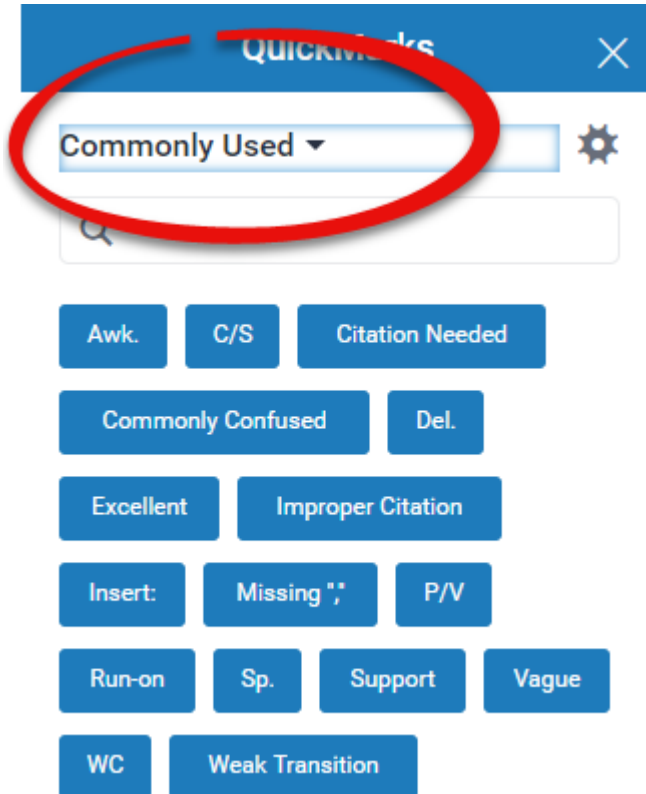 QuickMarks
Commonly Used
Awk. C/S Citation Needed
Commonly Confused Del.
Excellent Improper Citation
Insert: Missing "," P/V
Run-on Sp. Support Vague
WC Weak Transition